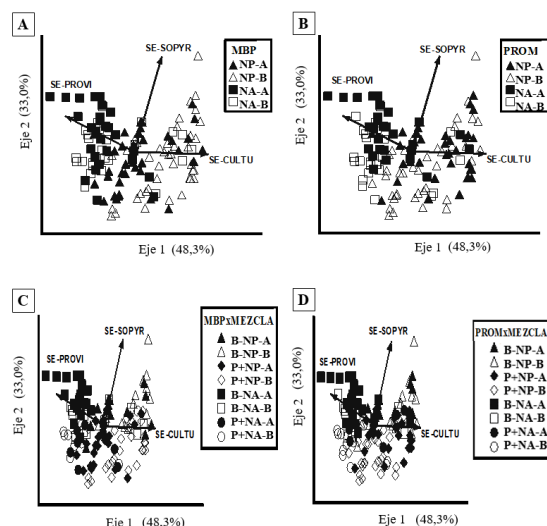 A
SE-SOPYR
MBP
NP-A
NP-B
NA-A
NA-B
SE-PROVI
SE-CULTU
Eje 2 (33,0%)
Eje 1 (48,3%)
B
SE-SOPYR
PROM
NP-A
NP-B
NA-A
NA-B
SE-PROVI
SE-CULTU
Eje 2 (33,0%)
Eje 1 (48,3%)
C
SE-SOPYR
MBPxMEZCLA
B-NP-A
B-NP-B
P+NP-A
P+NP-B
B-NA-A
B-NA-B
P+NA-A
P+NA-B
SE-PROVI
SE-CULTU
Eje 2 (33,0%)
Eje 1 (48,3%)
D
SE-SOPYR
PROMxMEZCLA
B-NP-A
B-NP-B
P+NP-A
P+NP-B
B-NA-A
B-NA-B
P+NA-A
P+NA-B
SE-PROVI
SE-CULTU
Eje 2 (33,0%)
Eje 1 (48,3%)